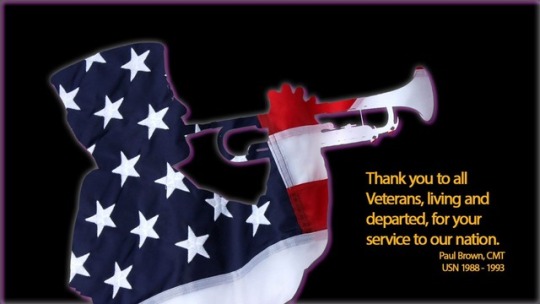 Thank you to all
Veterans, living and
departed, for your
service to our nation.
Paul Brown, CMT
USN 1988 - 1993